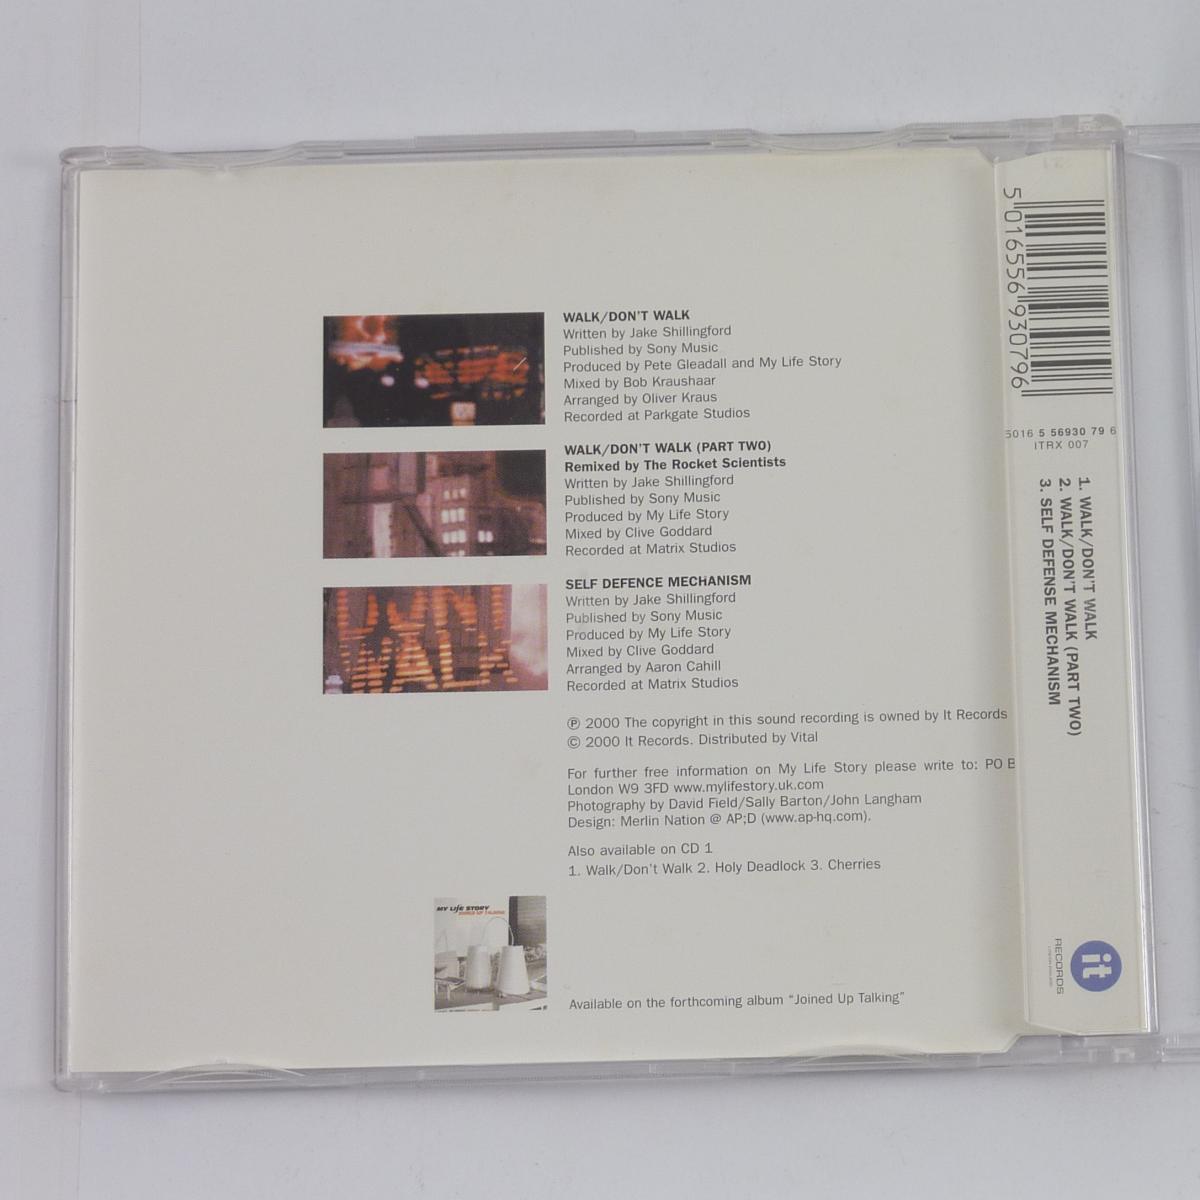 WALK/DON'T WALK
Written by Jake Shillingford
Published by Sony Music
Produced by Pete Gleadall and My Life Story
Mixed by Bob Kraushaar
Arranged by Oliver Kraus
Recorded at Parkgate Studios
WALK/DON'T WALK (PART TWO)
Remixed by The Rocket Scientists
Written by Jake Shillingford
Published by Sony Music
Produced by My Life Story
Mixed by Clive Goddard
Recorded at Matrix Studios
SELF DEFENCE MECHANISM
Written by Jake Shillingford
Published by Sony Music
Produced by My Life Story
Mixed by Clive Goddard
Arranged by Aaron Cahill
Recorded at Matrix Studios
℗ 2000 The copyright in this sound recording is owned by It Records
© 2000 It Records. Distributed by Vital
For further free information on My Life Story please write to: PO B
London W9 3FD www.mylifestory.uk.com
Photography by David Field/Sally Barton/John Langham
Design: Merlin Nation @ AP;D (www.ap-hq.com).
Also available on CD 1
1. Walk/Don't Walk 2. Holy Deadlock 3. Cherries
MY LIFE STORY
JOINED UP TALKING
Available on the forthcoming album "Joined Up Talking"
5 016556 930796
5016 5 56930 79 6
ITRX 007
1. WALK/DON'T WALK
2. WALK/DON'T WALK (PART TWO)
3. SELF DEFENSE MECHANISM
it
RECORDS